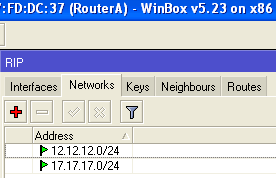 :FD:DC:37 (RouterA) - WinBox v5.23 on x86
RIP
Interfaces Networks Keys Neighbours Routes
Address
12.12.12.0/24
17.17.17.0/24